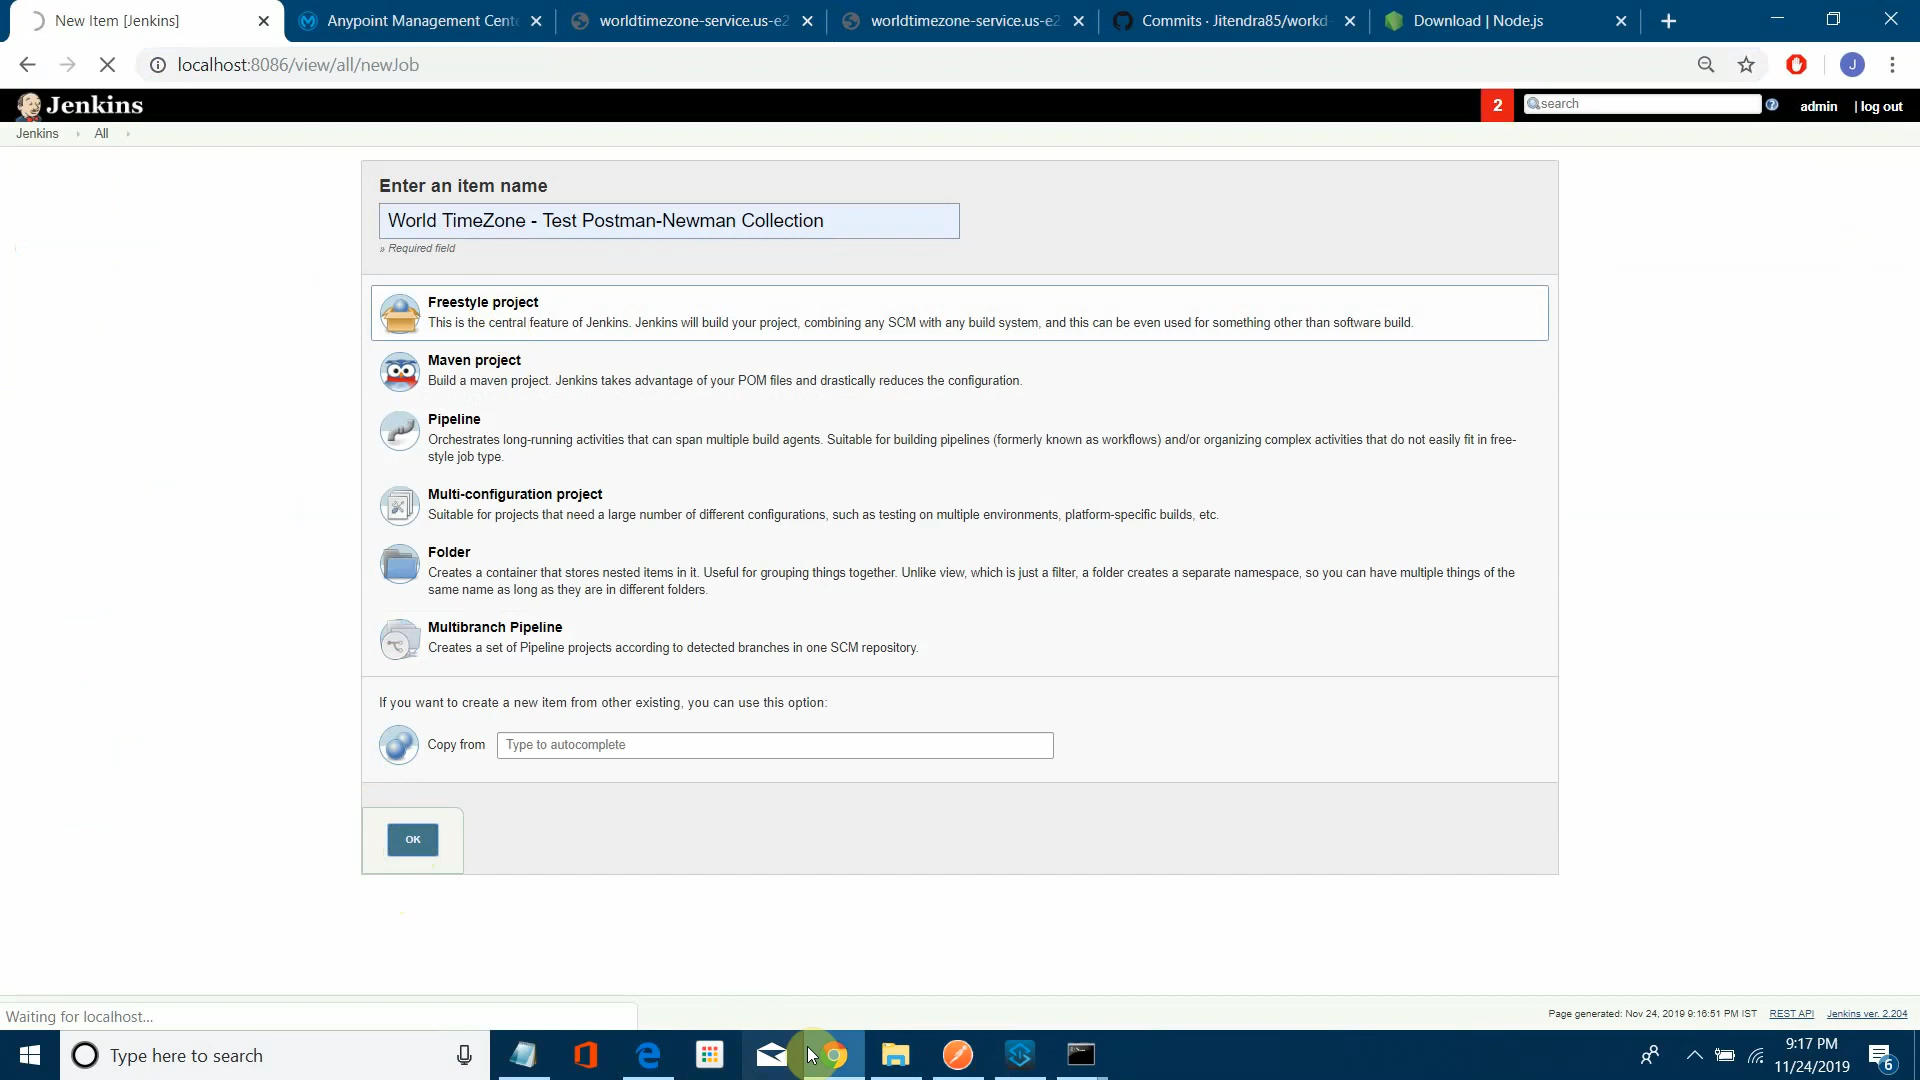 New Item [Jenkins]
Anypoint Management Cente
worldtimezone-service.us-e2
worldtimezone-service.us-e2
Commits · Jitendra85/workd
Download | Node.js
localhost:8086/view/all/newJob
J
Jenkins
2
search
admin
| log out
Jenkins
All
Enter an item name
World TimeZone - Test Postman-Newman Collection
» Required field
Freestyle project
This is the central feature of Jenkins. Jenkins will build your project, combining any SCM with any build system, and this can be even used for something other than software build.
Maven project
Build a maven project. Jenkins takes advantage of your POM files and drastically reduces the configuration.
Pipeline
Orchestrates long-running activities that can span multiple build agents. Suitable for building pipelines (formerly known as workflows) and/or organizing complex activities that do not easily fit in free-
style job type.
Multi-configuration project
Suitable for projects that need a large number of different configurations, such as testing on multiple environments, platform-specific builds, etc.
Folder
Creates a container that stores nested items in it. Useful for grouping things together. Unlike view, which is just a filter, a folder creates a separate namespace, so you can have multiple things of the
same name as long as they are in different folders.
Multibranch Pipeline
Creates a set of Pipeline projects according to detected branches in one SCM repository.
If you want to create a new item from other existing, you can use this option:
Copy from
Type to autocomplete
OK
Waiting for localhost...
Page generated: Nov 24, 2019 9:16:51 PM IST
REST API
Jenkins ver. 2.204
Type here to search
9:17 PM
11/24/2019
6